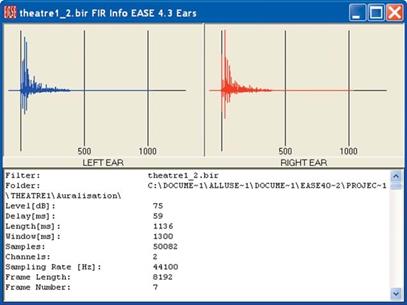 EASE theatre1_2.bir FIR Info EASE 4.3 Ears
500 1000 500 1000
LEFT EAR RIGHT EAR
Filter: theatre1_2.bir
Folder: C:\DOCUME~1\ALLUSE~1\DOCUME~1\EASE40~2\PROJEC~1
\THEATRE1\Auralisation\
Level[dB]: 75
Delay[ms]: 59
Length[ms]: 1136
Window[ms]: 1300
Samples: 50082
Channels: 2
Sampling Rate [Hz]: 44100
Frame Length: 8192
Frame Number: 7